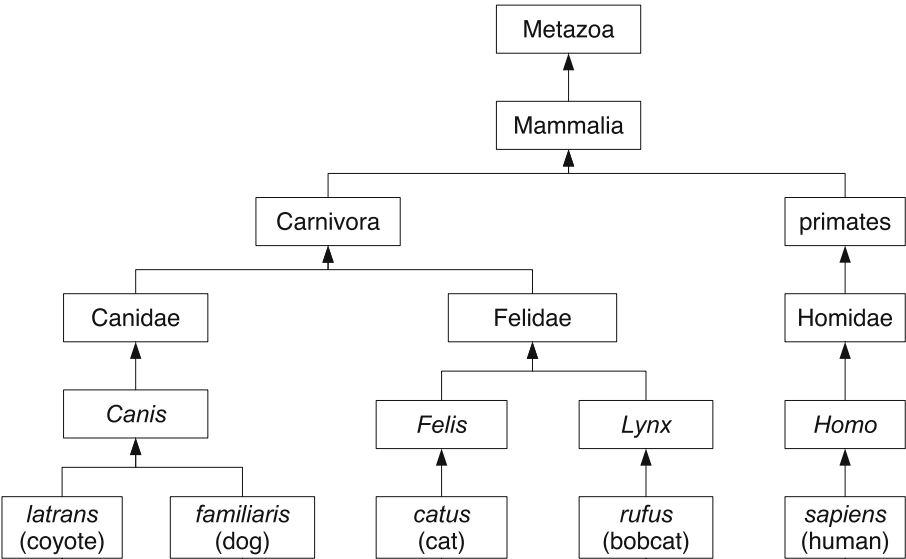 Metazoa
Mammalia
Carnivora
primates
Canidae
Felidae
Homidae
Canis
Felis
Lynx
Homo
latrans
(coyote)
familiaris
(dog)
catus
(cat)
rufus
(bobcat)
sapiens
(human)